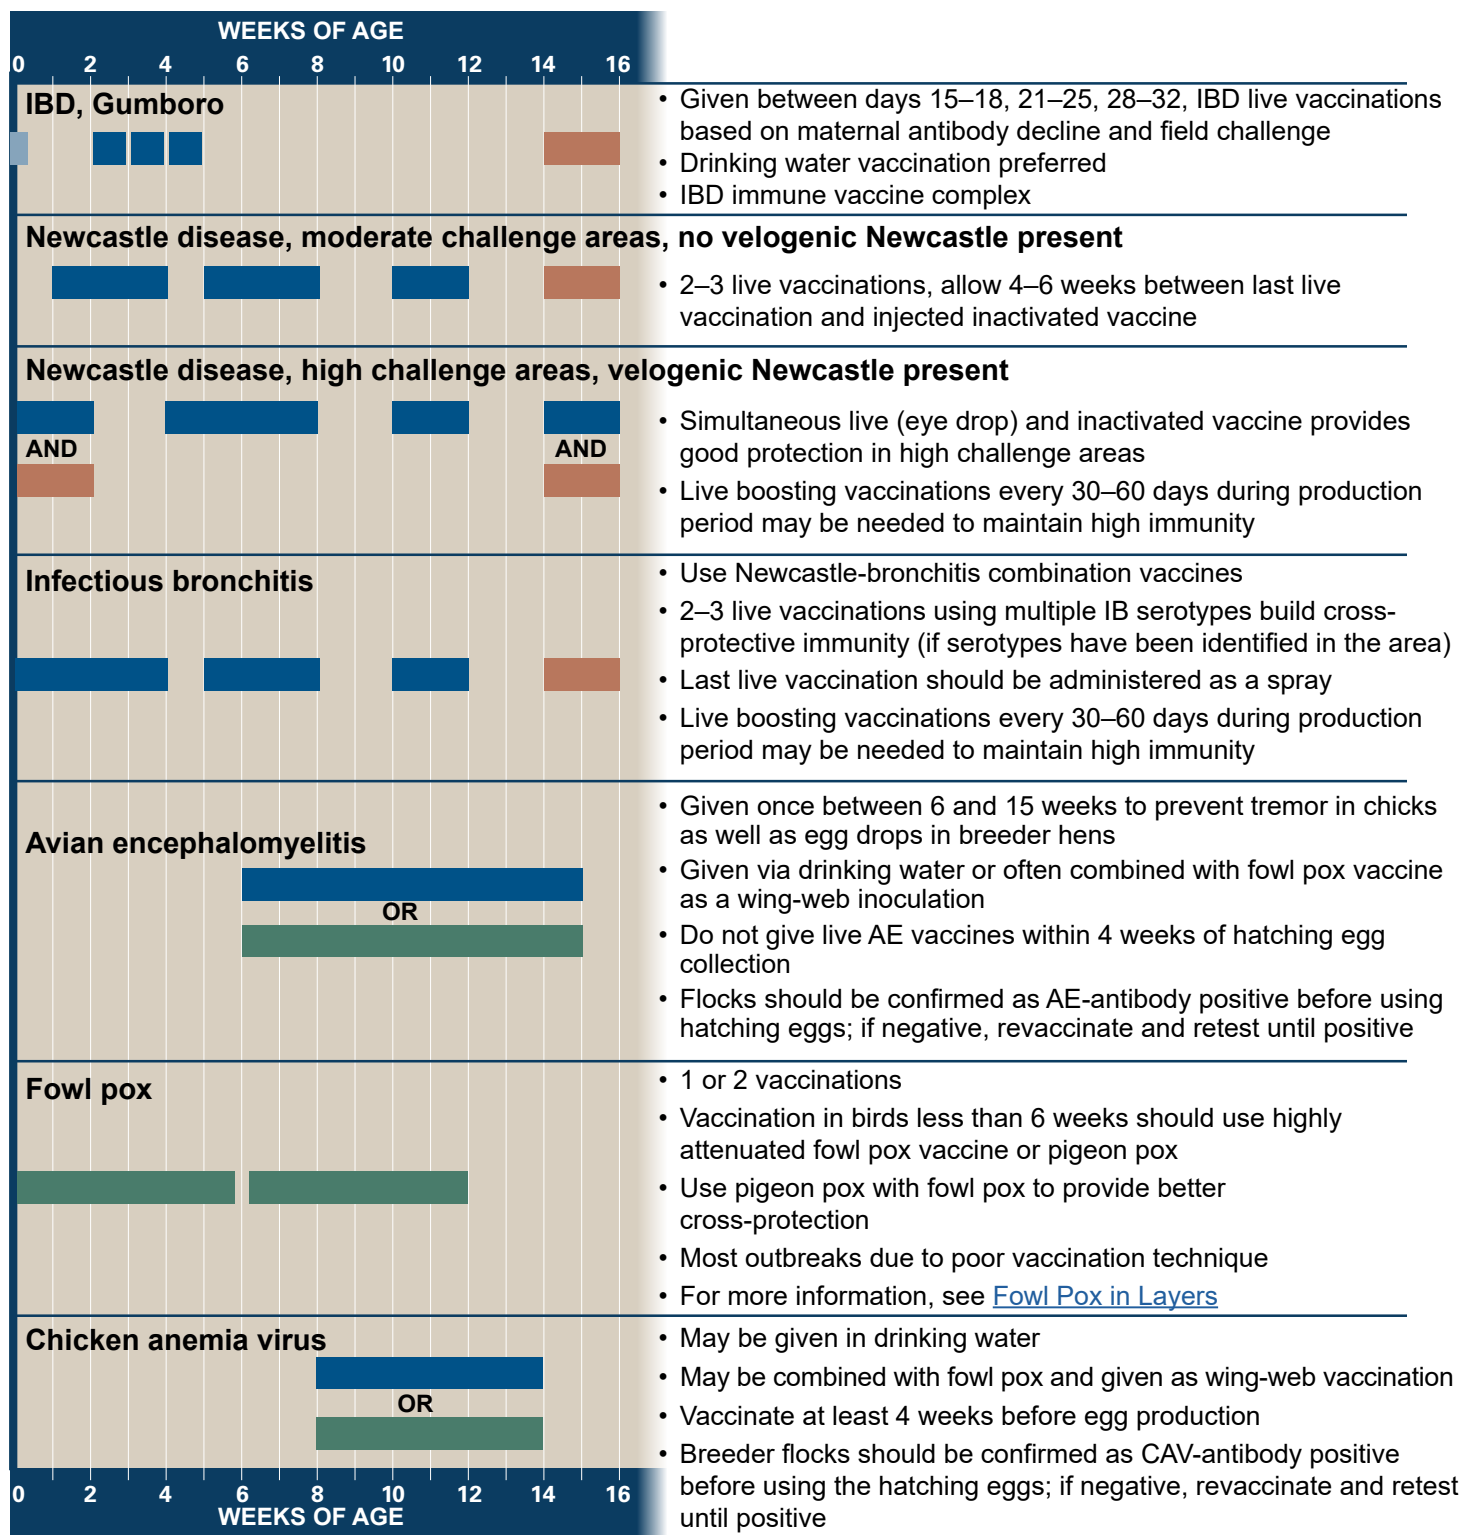 WEEKS OF AGE
0 2 4 6 8 10 12 14 16
IBD, Gumboro
• Given between days 15–18, 21–25, 28–32, IBD live vaccinations
based on maternal antibody decline and field challenge
• Drinking water vaccination preferred
• IBD immune vaccine complex
Newcastle disease, moderate challenge areas, no velogenic Newcastle present
• 2–3 live vaccinations, allow 4–6 weeks between last live
vaccination and injected inactivated vaccine
Newcastle disease, high challenge areas, velogenic Newcastle present
AND
AND
• Simultaneous live (eye drop) and inactivated vaccine provides
good protection in high challenge areas
• Live boosting vaccinations every 30–60 days during production
period may be needed to maintain high immunity
Infectious bronchitis
• Use Newcastle-bronchitis combination vaccines
• 2–3 live vaccinations using multiple IB serotypes build cross-
protective immunity (if serotypes have been identified in the area)
• Last live vaccination should be administered as a spray
• Live boosting vaccinations every 30–60 days during production
period may be needed to maintain high immunity
Avian encephalomyelitis
OR
• Given once between 6 and 15 weeks to prevent tremor in chicks
as well as egg drops in breeder hens
• Given via drinking water or often combined with fowl pox vaccine
as a wing-web inoculation
• Do not give live AE vaccines within 4 weeks of hatching egg
collection
• Flocks should be confirmed as AE-antibody positive before using
hatching eggs; if negative, revaccinate and retest until positive
Fowl pox
• 1 or 2 vaccinations
• Vaccination in birds less than 6 weeks should use highly
attenuated fowl pox vaccine or pigeon pox
• Use pigeon pox with fowl pox to provide better
cross-protection
• Most outbreaks due to poor vaccination technique
• For more information, see Fowl Pox in Layers
Chicken anemia virus
OR
• May be given in drinking water
• May be combined with fowl pox and given as wing-web vaccination
• Vaccinate at least 4 weeks before egg production
• Breeder flocks should be confirmed as CAV-antibody positive
before using the hatching eggs; if negative, revaccinate and retest
until positive
0 2 4 6 8 10 12 14 16
WEEKS OF AGE